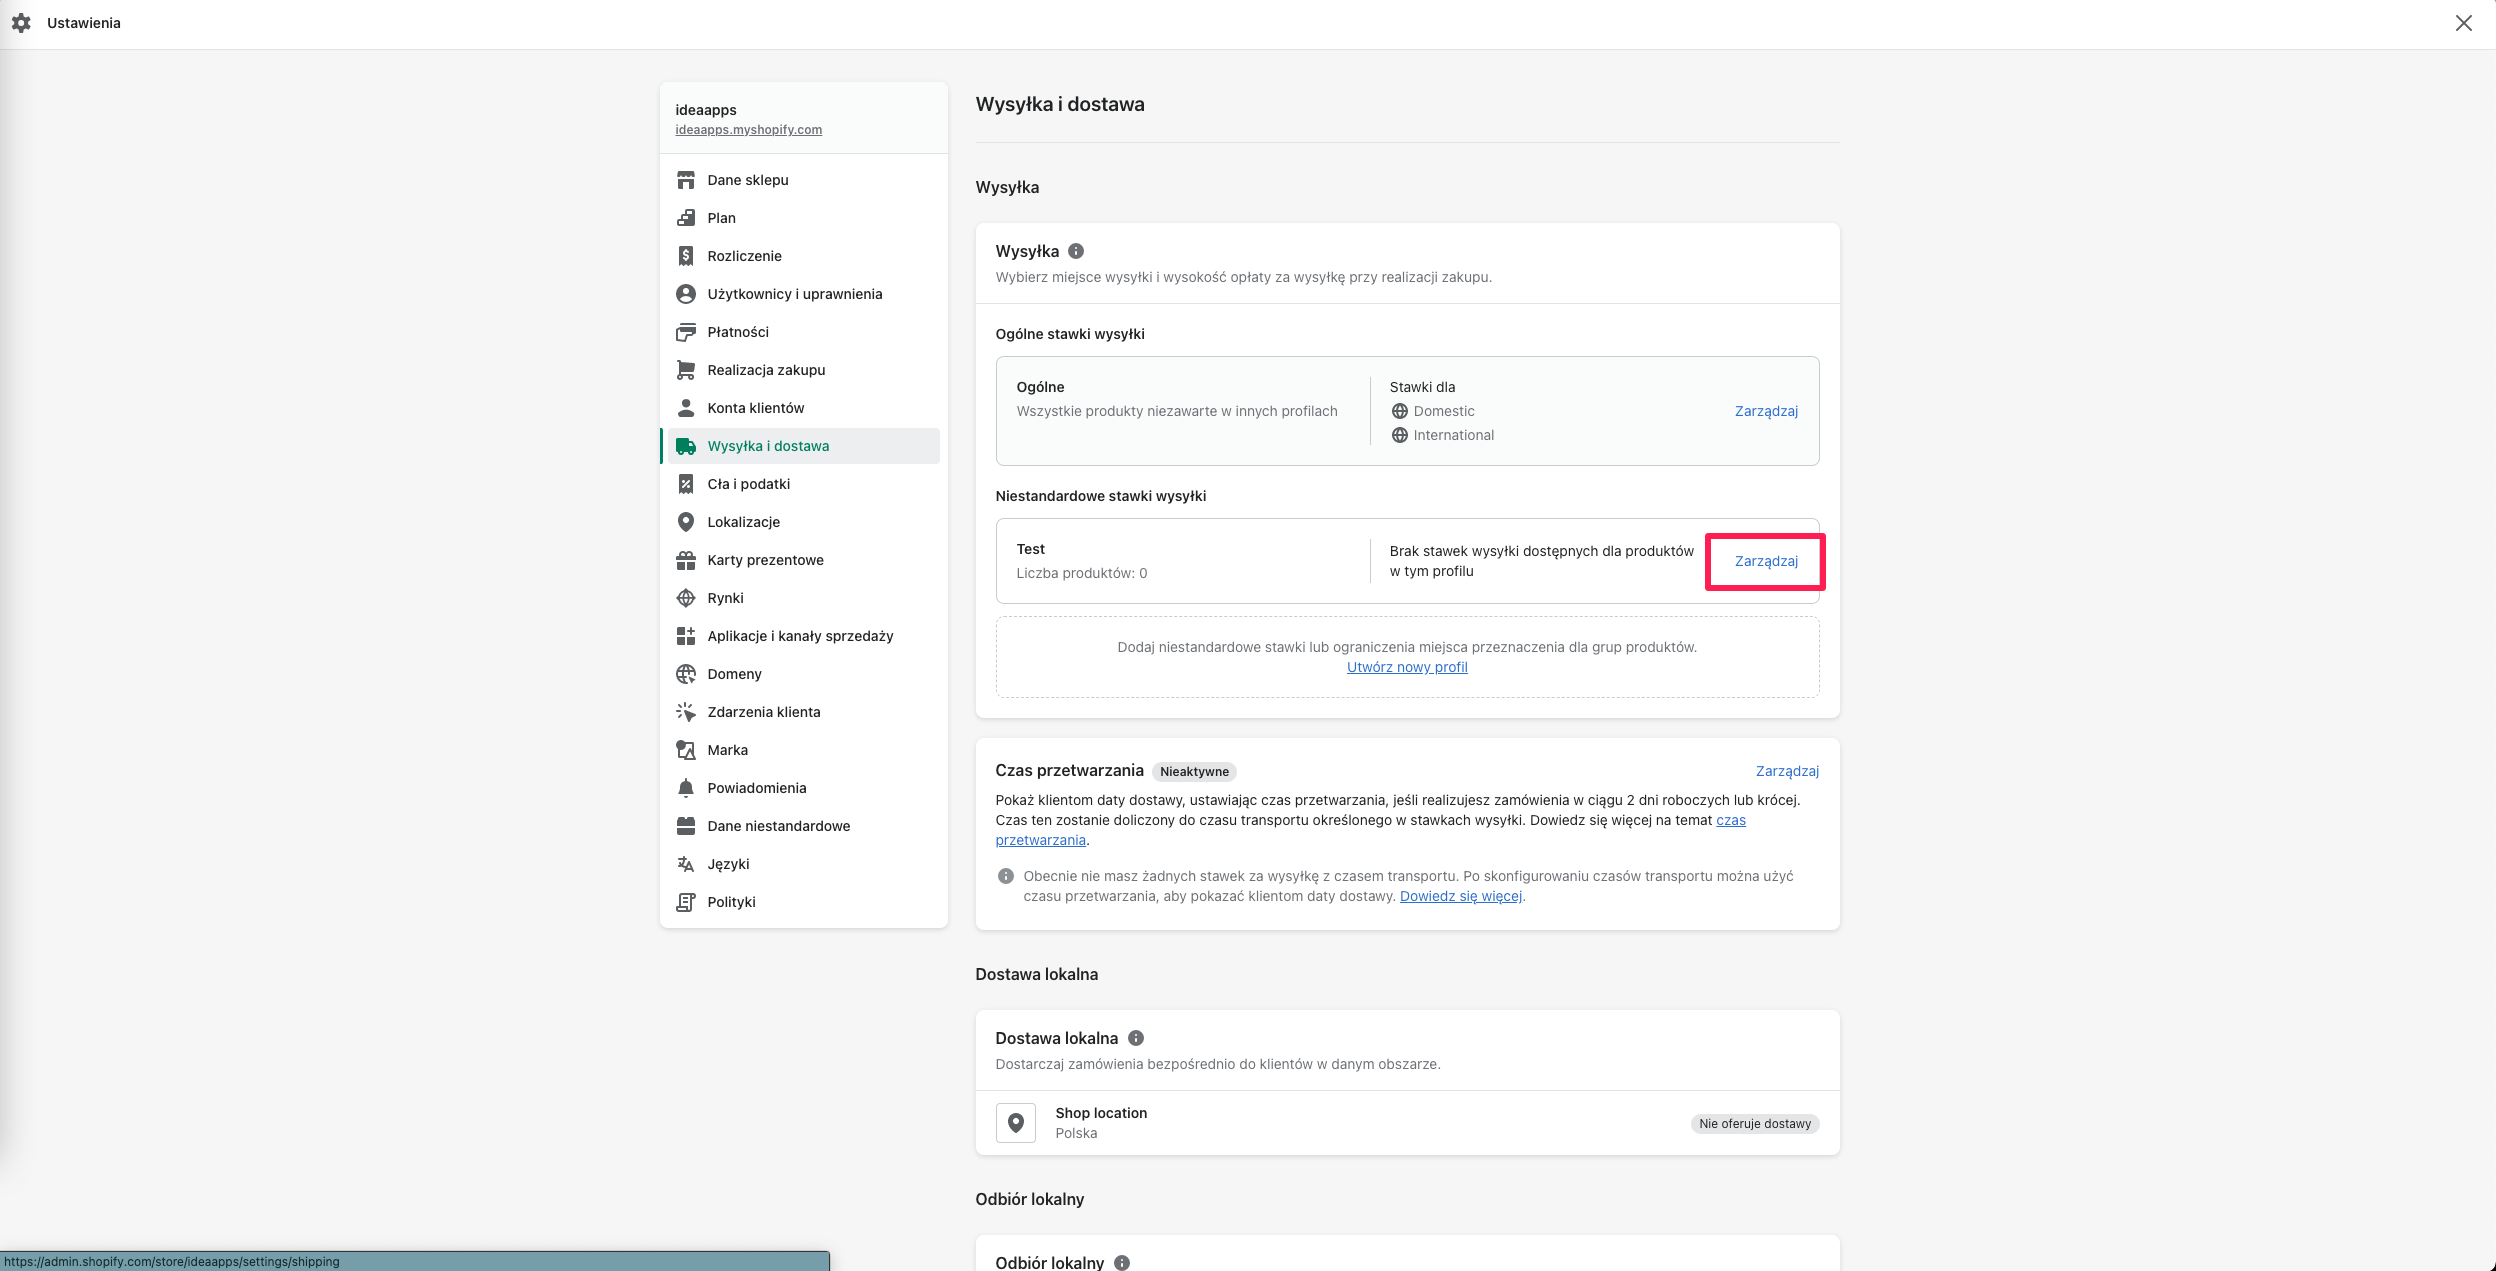 Ustawienia
ideaapps
ideaapps.myshopify.com
Dane sklepu
Plan
Rozliczenie
Użytkownicy i uprawnienia
Płatności
Realizacja zakupu
Konta klientów
Wysyłka i dostawa
Cła i podatki
Lokalizacje
Karty prezentowe
Rynki
Aplikacje i kanały sprzedaży
Domeny
Zdarzenia klienta
Marka
Powiadomienia
Dane niestandardowe
Języki
Polityki
Wysyłka i dostawa
Wysyłka
Wysyłka
Wybierz miejsce wysyłki i wysokość opłaty za wysyłkę przy realizacji zakupu.
Ogólne stawki wysyłki
Ogólne
Wszystkie produkty niezawarte w innych profilach
Stawki dla
Domestic
International
Zarządzaj
Niestandardowe stawki wysyłki
Test
Liczba produktów: 0
Brak stawek wysyłki dostępnych dla produktów
w tym profilu
Zarządzaj
Dodaj niestandardowe stawki lub ograniczenia miejsca przeznaczenia dla grup produktów.
Utwórz nowy profil
Czas przetwarzania Nieaktywne Zarządzaj
Pokaż klientom daty dostawy, ustawiając czas przetwarzania, jeśli realizujesz zamówienia w ciągu 2 dni roboczych lub krócej.
Czas ten zostanie doliczony do czasu transportu określonego w stawkach wysyłki. Dowiedz się więcej na temat czas
przetwarzania.
Obecnie nie masz żadnych stawek za wysyłkę z czasem transportu. Po skonfigurowaniu czasów transportu można użyć
czasu przetwarzania, aby pokazać klientom daty dostawy. Dowiedz się więcej.
Dostawa lokalna
Dostawa lokalna
Dostarczaj zamówienia bezpośrednio do klientów w danym obszarze.
Shop location
Polska
Nie oferuje dostawy
Odbiór lokalny
Odbiór lokalny
https://admin.shopify.com/store/ideaapps/settings/shipping